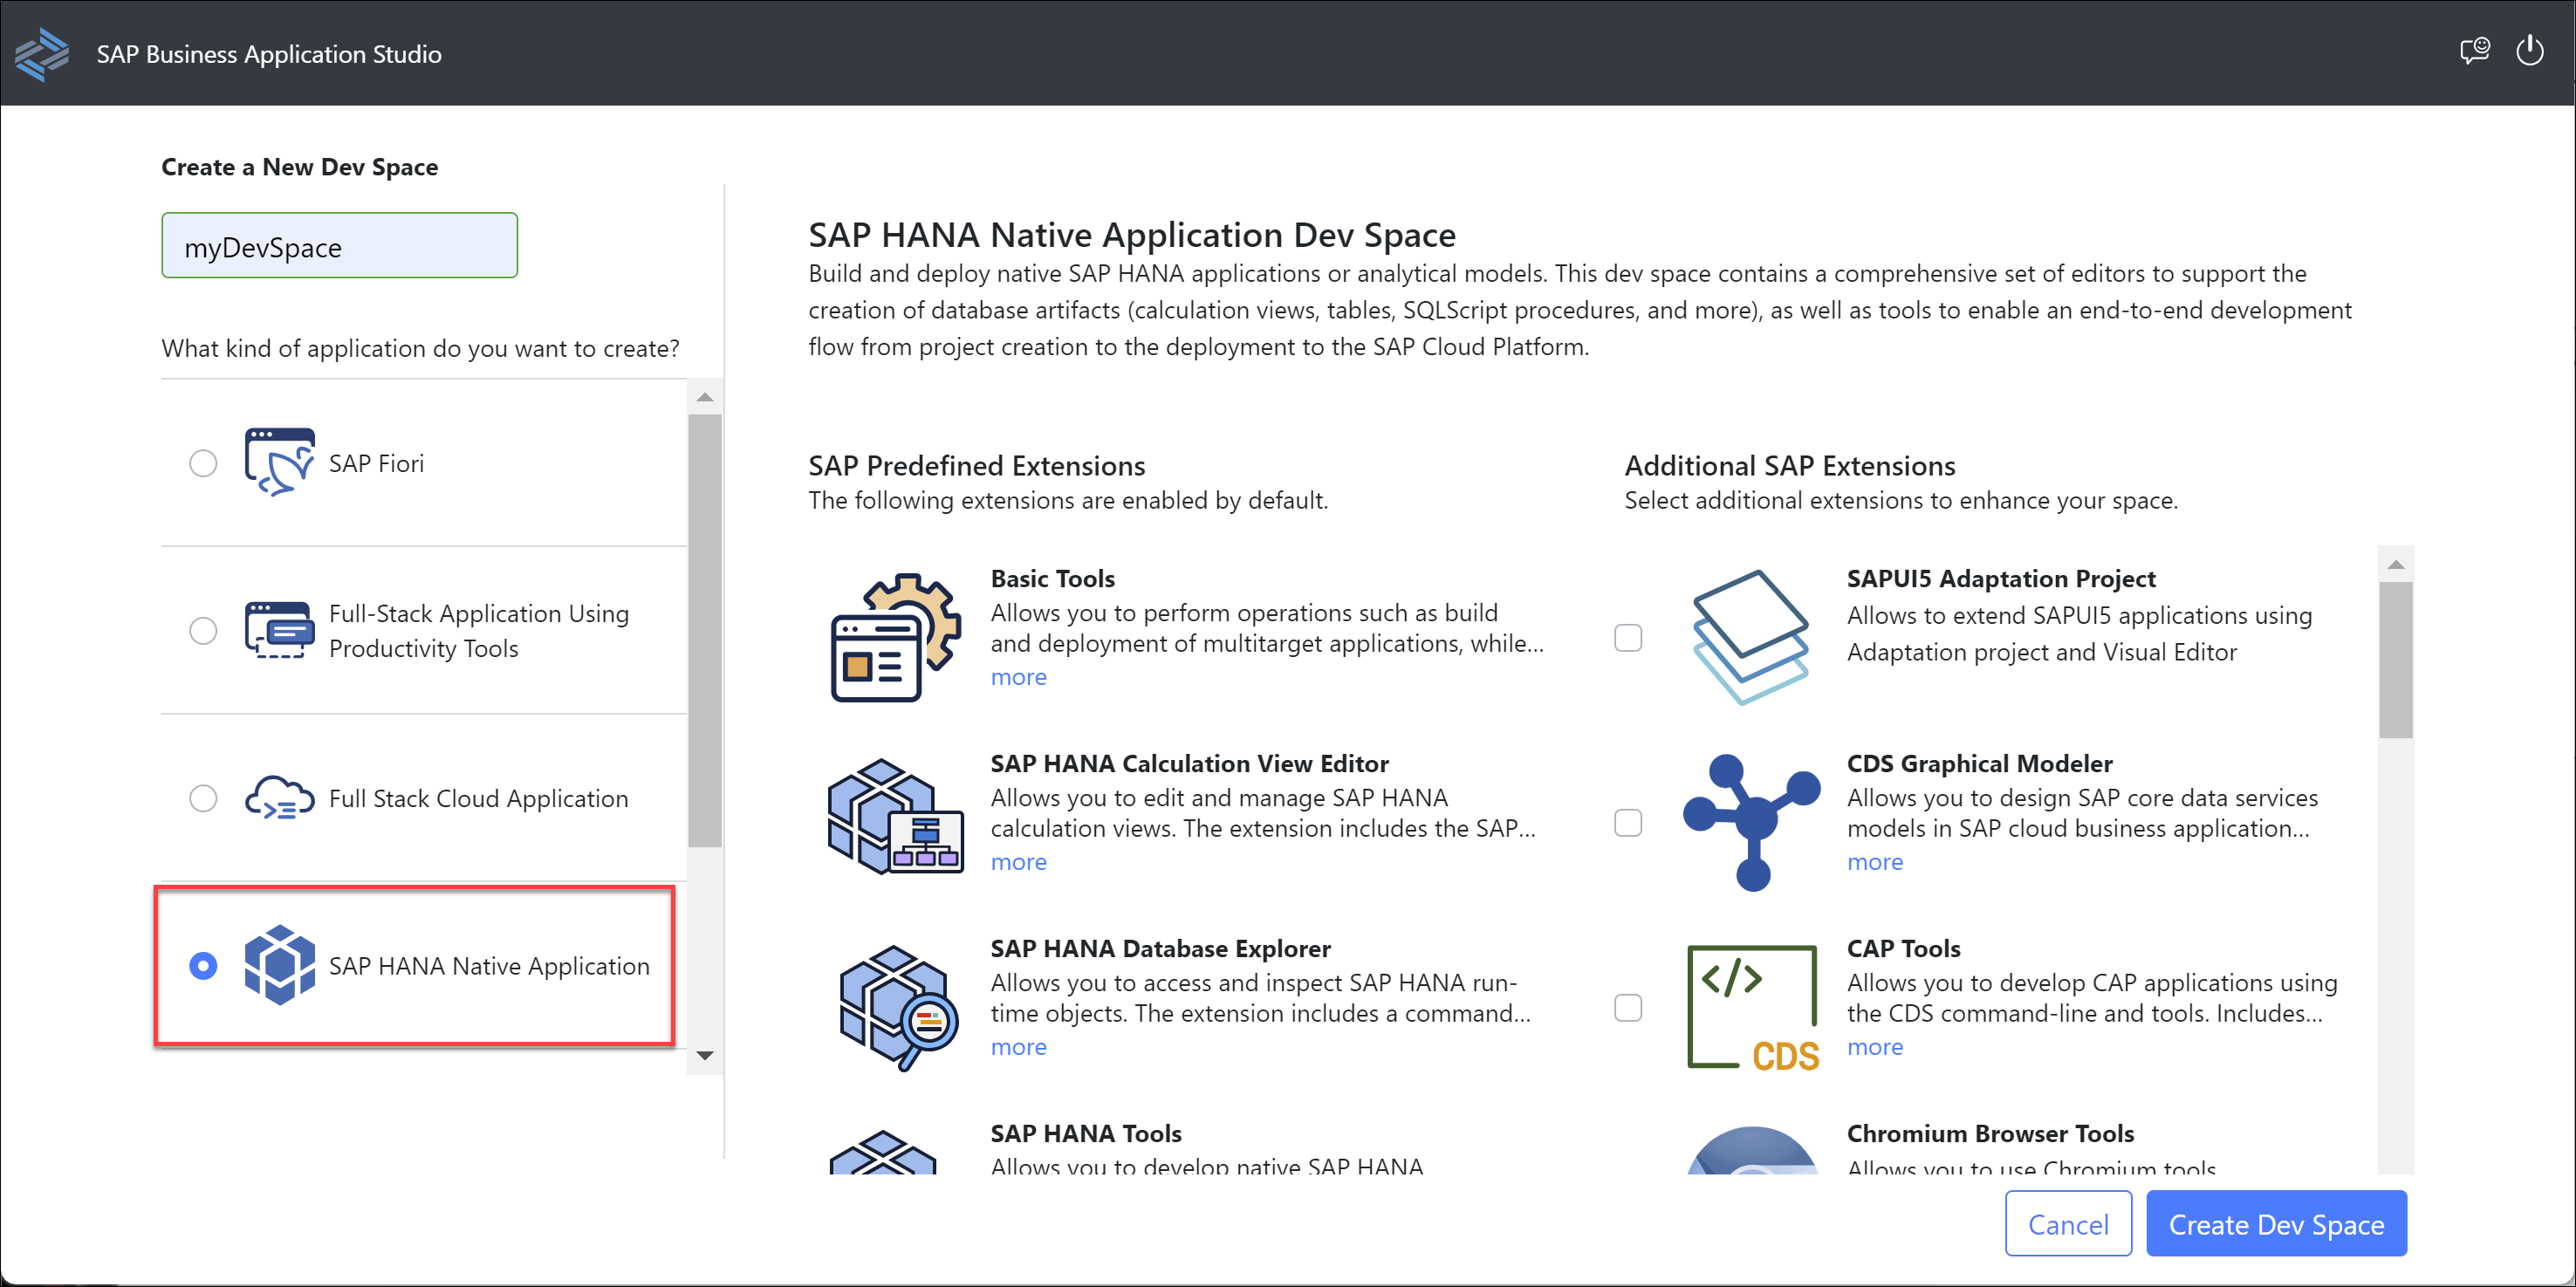 SAP Business Application Studio
Create a New Dev Space
myDevSpace
What kind of application do you want to create?
SAP Fiori
Full-Stack Application Using
Productivity Tools
Full Stack Cloud Application
SAP HANA Native Application
SAP HANA Native Application Dev Space
Build and deploy native SAP HANA applications or analytical models. This dev space contains a comprehensive set of editors to support the
creation of database artifacts (calculation views, tables, SQLScript procedures, and more), as well as tools to enable an end-to-end development
flow from project creation to the deployment to the SAP Cloud Platform.
SAP Predefined Extensions
The following extensions are enabled by default.
Basic Tools
Allows you to perform operations such as build
and deployment of multitarget applications, while...
more
SAP HANA Calculation View Editor
Allows you to edit and manage SAP HANA
calculation views. The extension includes the SAP...
more
SAP HANA Database Explorer
Allows you to access and inspect SAP HANA run-
time objects. The extension includes a command...
more
SAP HANA Tools
Allows you to develop native SAP HANA
Additional SAP Extensions
Select additional extensions to enhance your space.
SAPUI5 Adaptation Project
Allows to extend SAPUI5 applications using
Adaptation project and Visual Editor
CDS Graphical Modeler
Allows you to design SAP core data services
models in SAP cloud business application...
more
</>
CDS
CAP Tools
Allows you to develop CAP applications using
the CDS command-line and tools. Includes...
more
Chromium Browser Tools
Allows you to use Chromium tools
Cancel
Create Dev Space